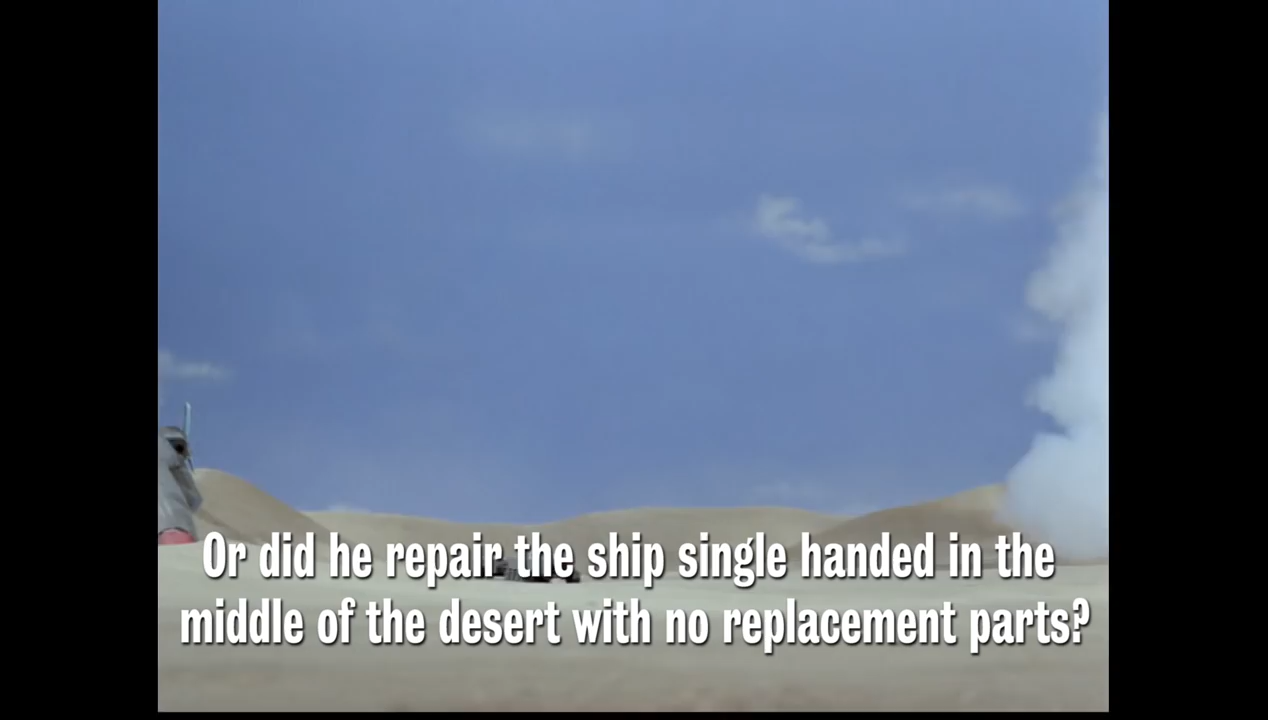 Or did he repair the ship single handed in the
middle of the desert with no replacement parts?